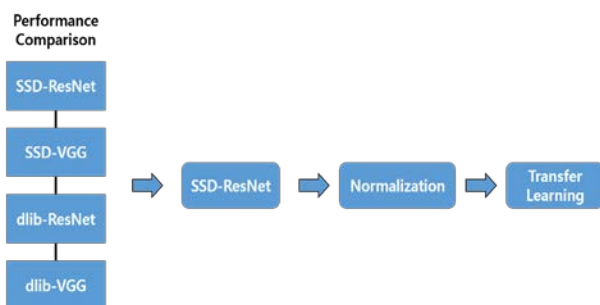 Performance
Comparison
SSD-ResNet
SSD-VGG
dlib-ResNet
dlib-VGG
SSD-ResNet
Normalization
Transfer
Learning